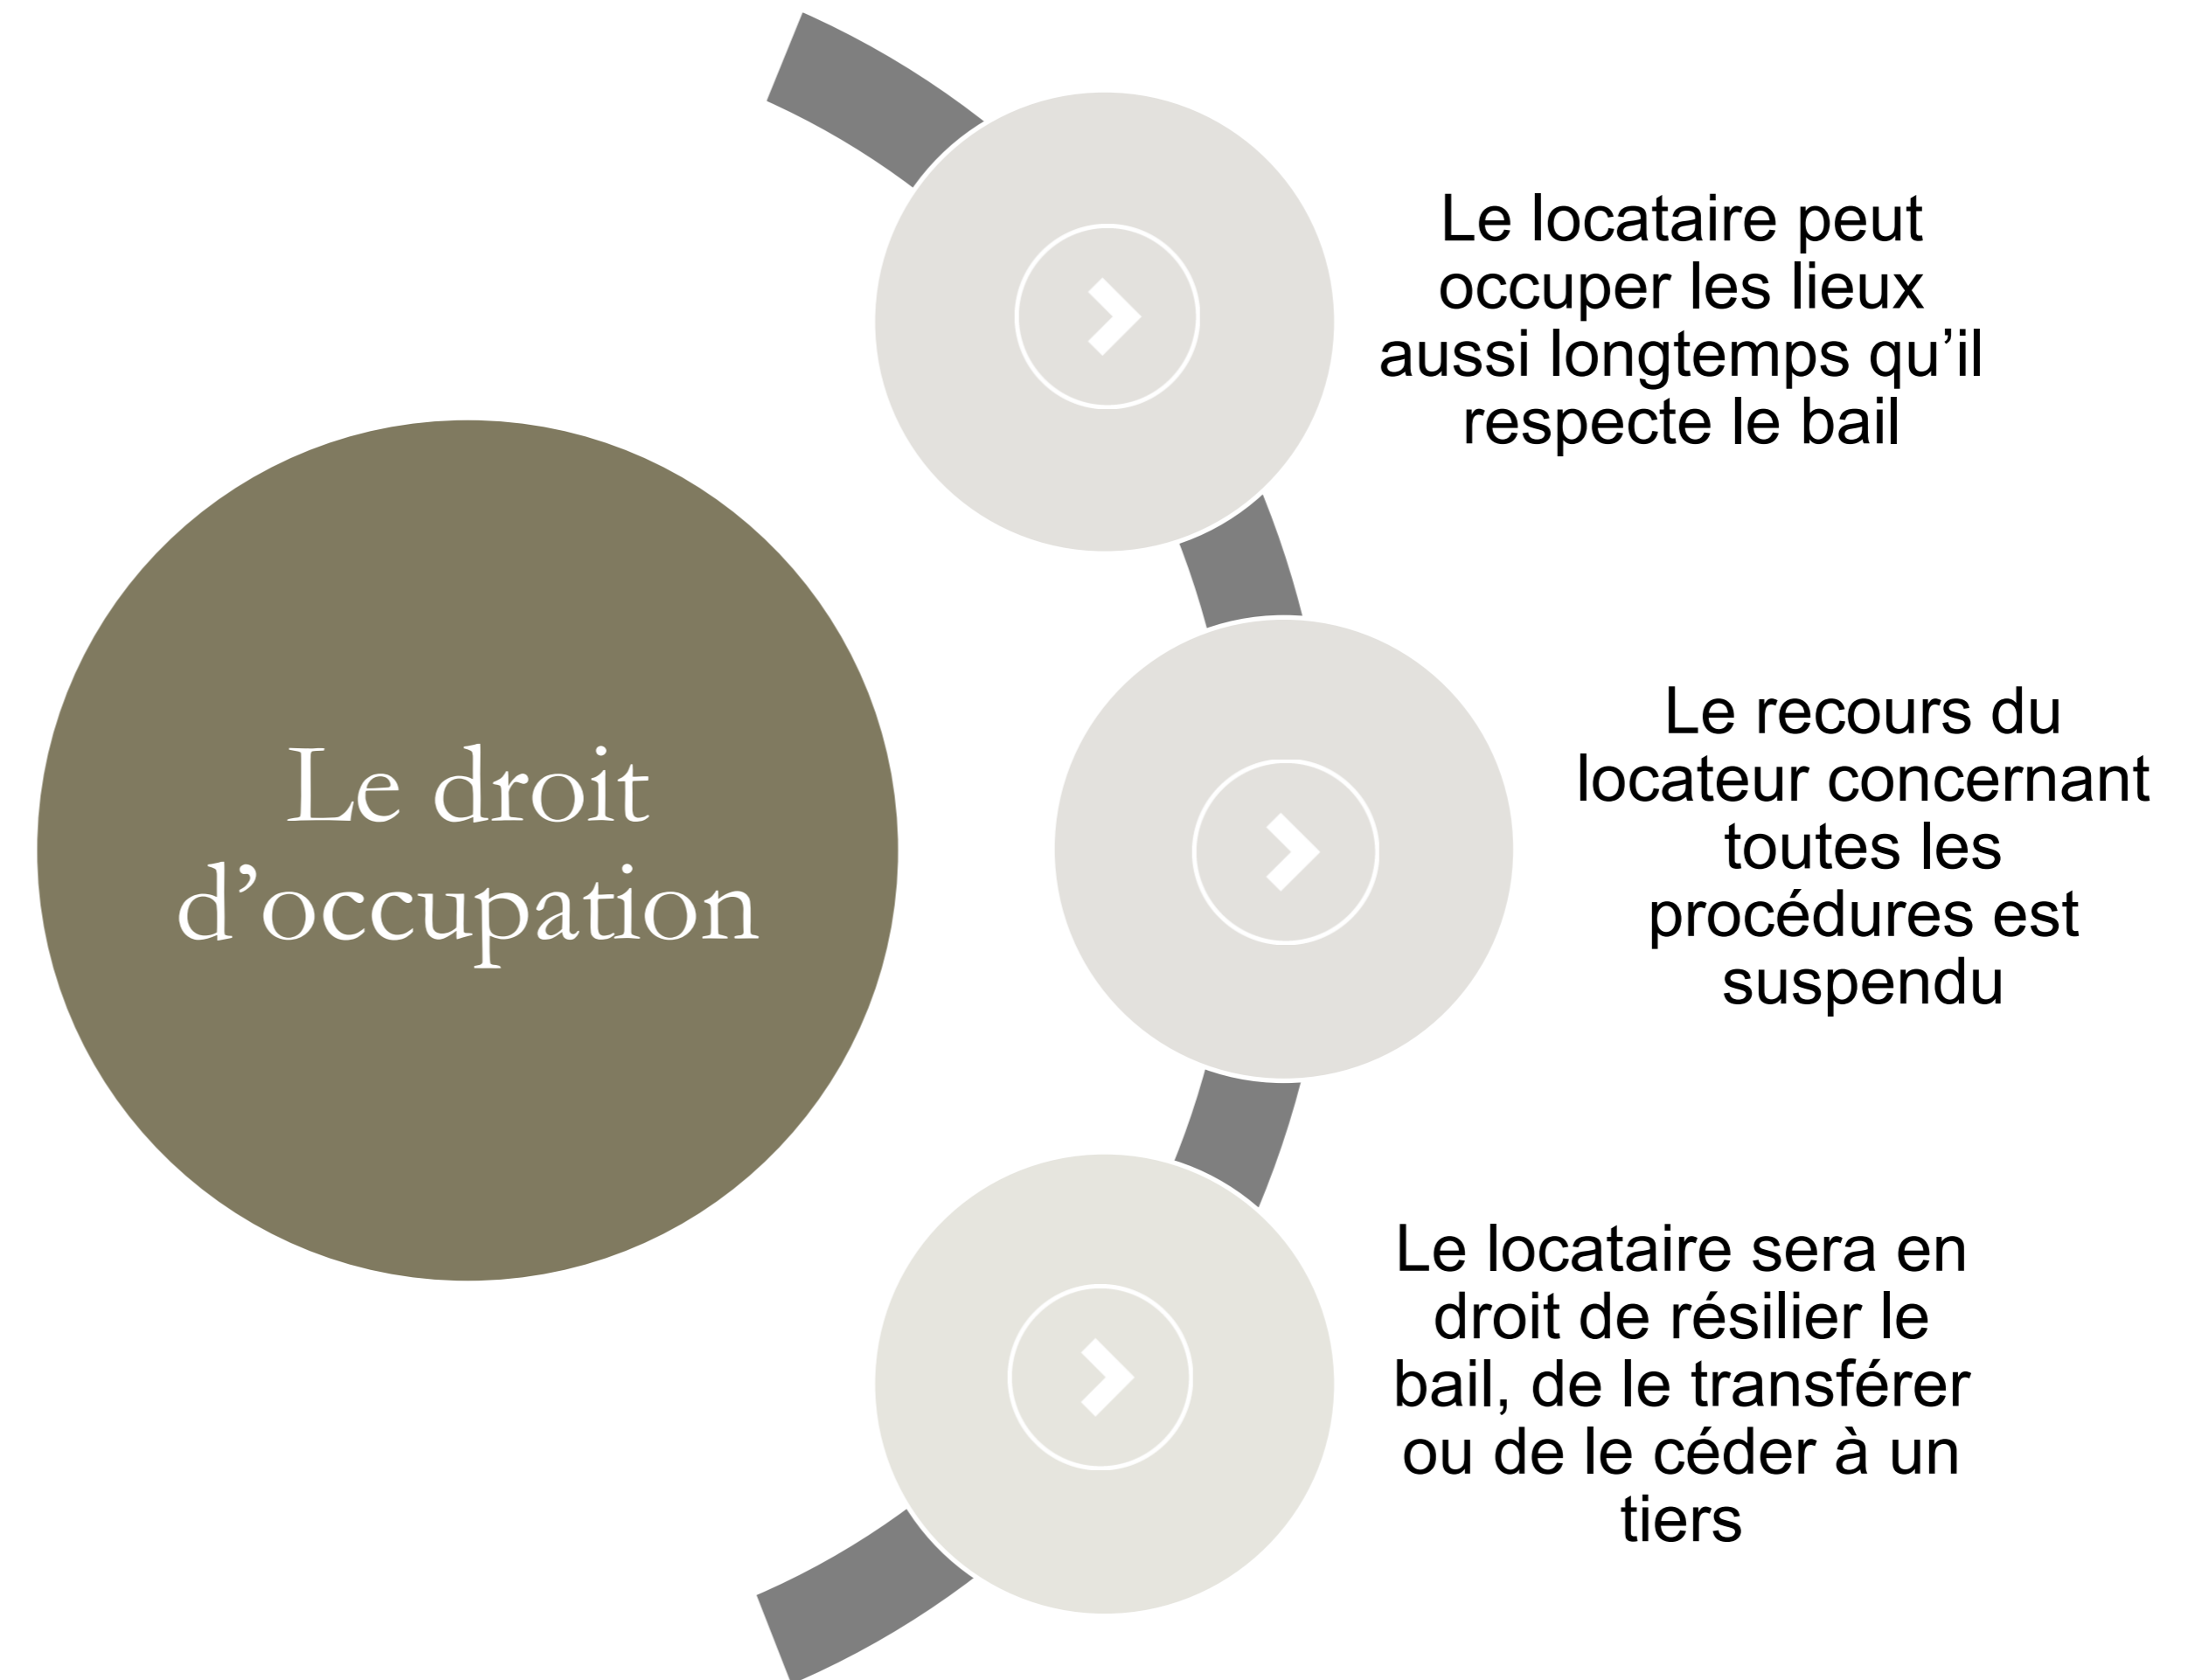 Le droit
d’occupation
Le locataire peut
occuper les lieux
aussi longtemps qu’il
respecte le bail
Le recours du
locateur concernant
toutes les
procédures est
suspendu
Le locataire sera en
droit de résilier le
bail, de le transférer
ou de le céder à un
tiers